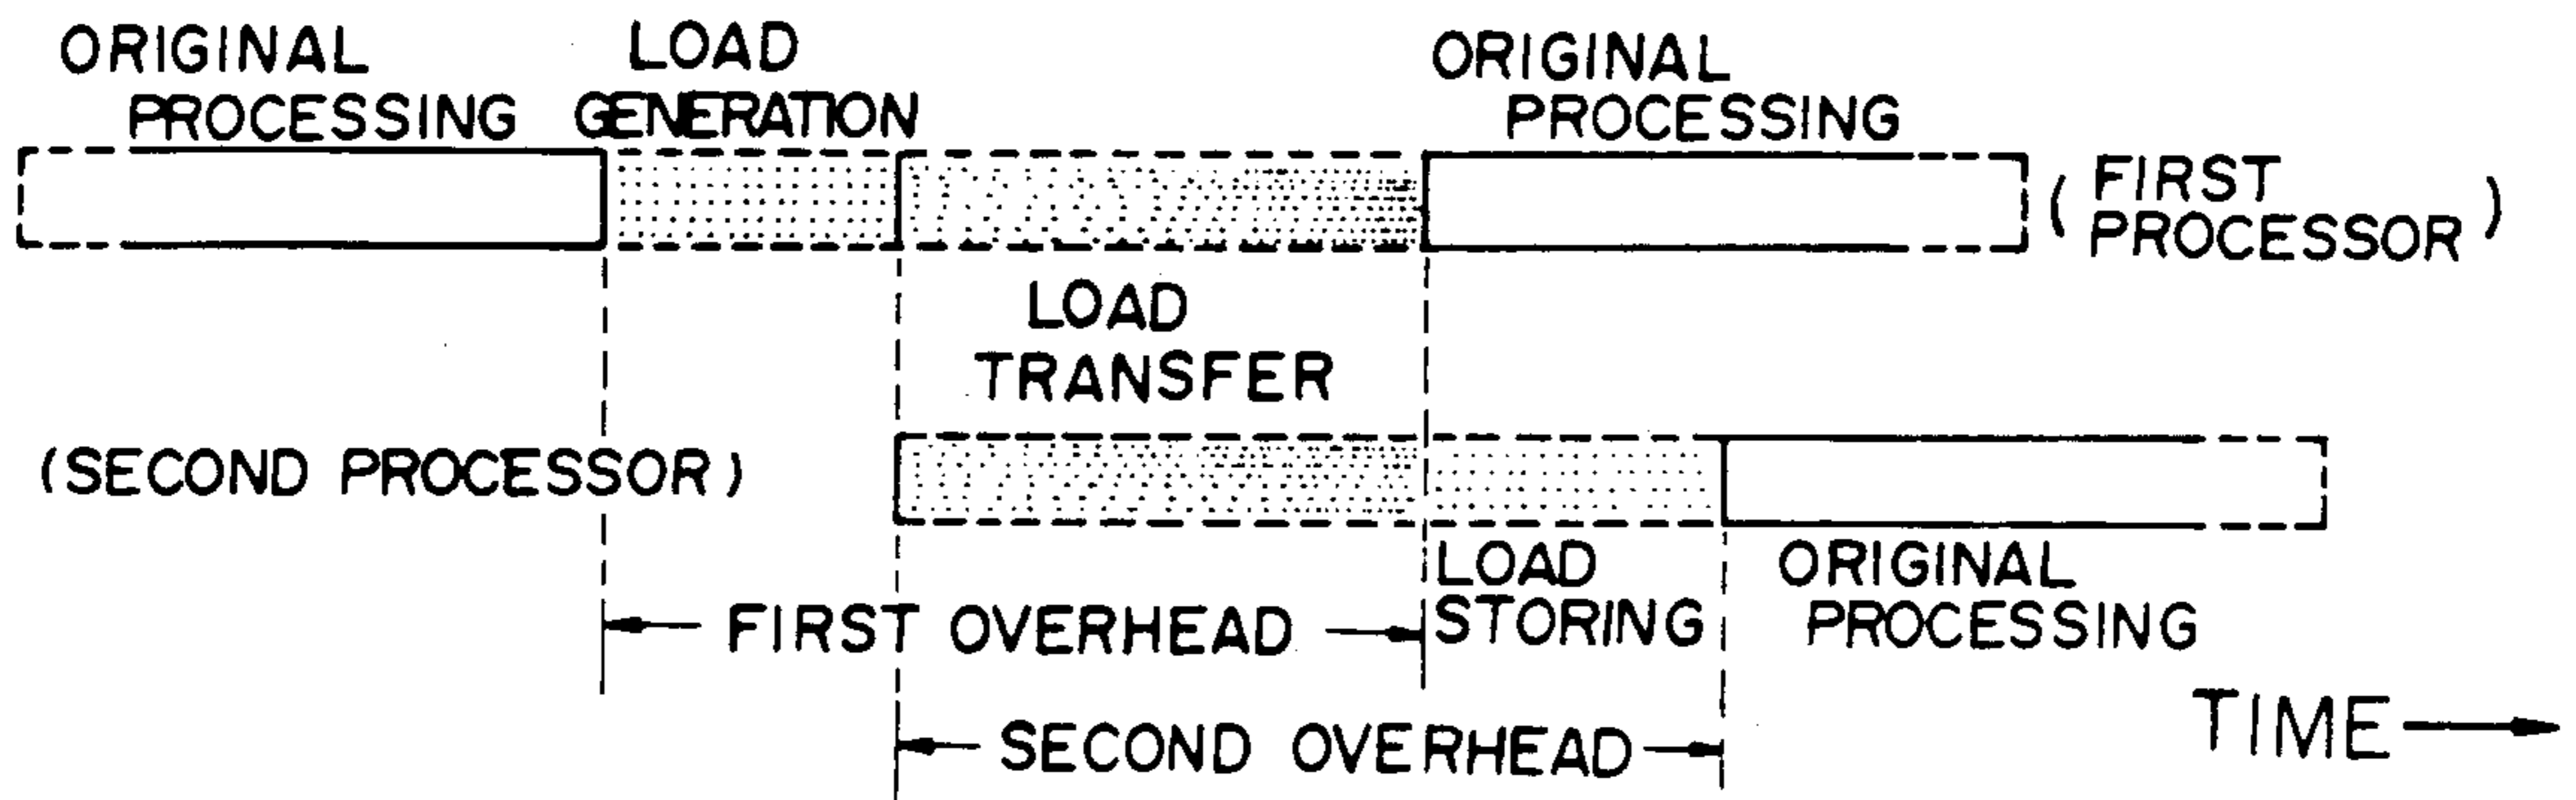 ORIGINAL
PROCESSING
LOAD
GENERATION
ORIGINAL
PROCESSING
( FIRST
PROCESSOR )
LOAD
TRANSFER
(SECOND PROCESSOR)
LOAD
STORING
ORIGINAL
PROCESSING
FIRST OVERHEAD
SECOND OVERHEAD
TIME